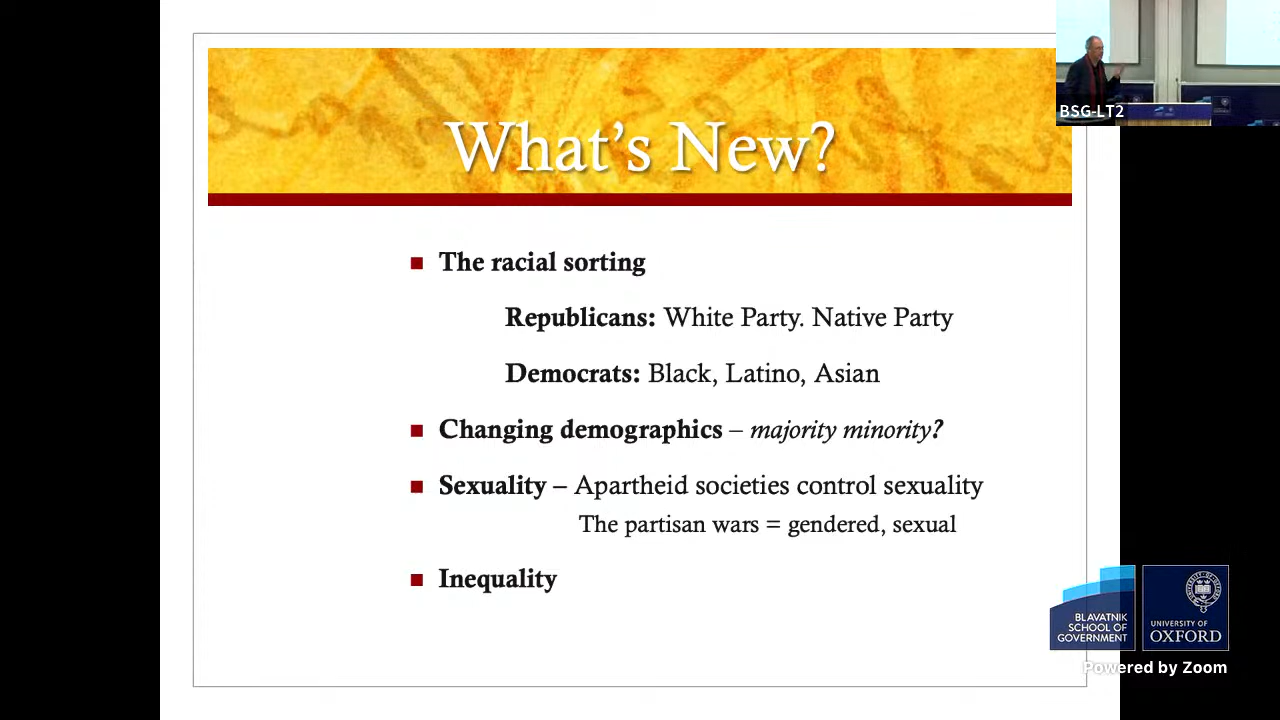 What's New?
BSG-LT2
■ The racial sorting
Republicans: White Party. Native Party
Democrats: Black, Latino, Asian
■ Changing demographics – majority minority?
■ Sexuality – Apartheid societies control sexuality
The partisan wars = gendered, sexual
■ Inequality
BLAVATNIK
SCHOOL OF
GOVERNMENT
UNIVERSITY OF
OXFORD
Powered by Zoom